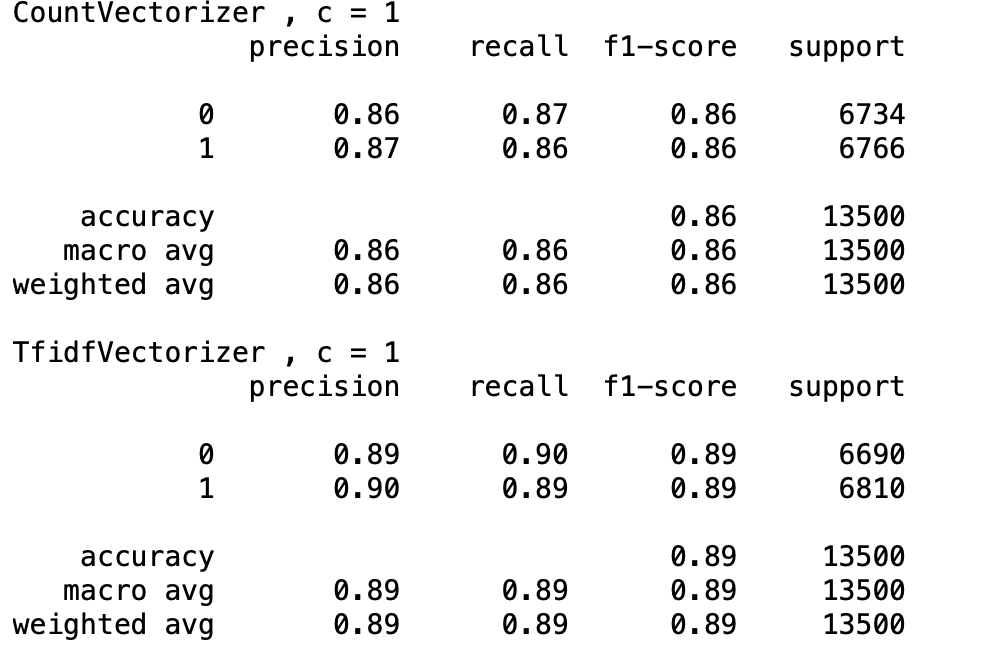 CountVectorizer , c = 1
precision recall f1-score support
0 0.86 0.87 0.86 6734
1 0.87 0.86 0.86 6766
accuracy 0.86 13500
macro avg 0.86 0.86 0.86 13500
weighted avg 0.86 0.86 0.86 13500
TfidfVectorizer , c = 1
precision recall f1-score support
0 0.89 0.90 0.89 6690
1 0.90 0.89 0.89 6810
accuracy 0.89 13500
macro avg 0.89 0.89 0.89 13500
weighted avg 0.89 0.89 0.89 13500